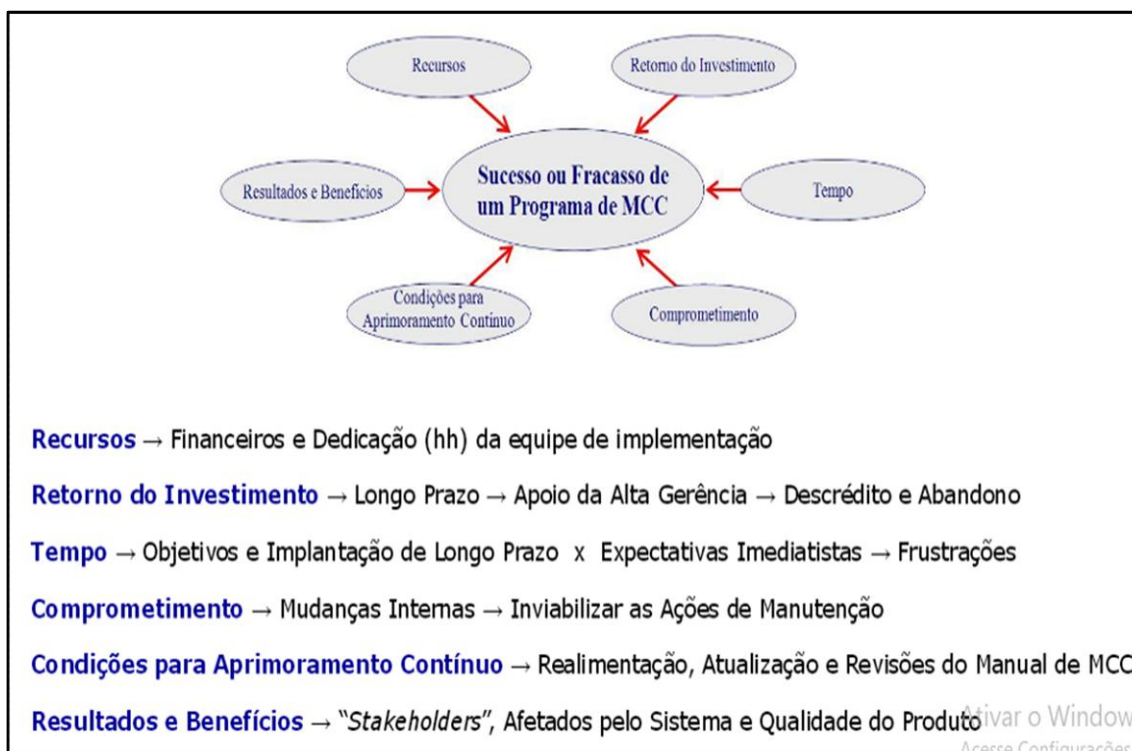 Recursos
Retorno do Investimento
Resultados e Benefícios
Sucesso ou Fracasso de
um Programa de MCC
Tempo
Condições para
Aprimoramento Contínuo
Comprometimento
Recursos → Financeiros e Dedicação (hh) da equipe de implementação
Retorno do Investimento → Longo Prazo → Apoio da Alta Gerência → Descrédito e Abandono
Tempo → Objetivos e Implantação de Longo Prazo x Expectativas Imediatistas → Frustrações
Comprometimento → Mudanças Internas → Inviabilizar as Ações de Manutenção
Condições para Aprimoramento Contínuo → Realimentação, Atualização e Revisões do Manual de MCC
Resultados e Benefícios → “Stakeholders”, Afetados pelo Sistema e Qualidade do Produto
Ativar o Window
Acesse Configurações